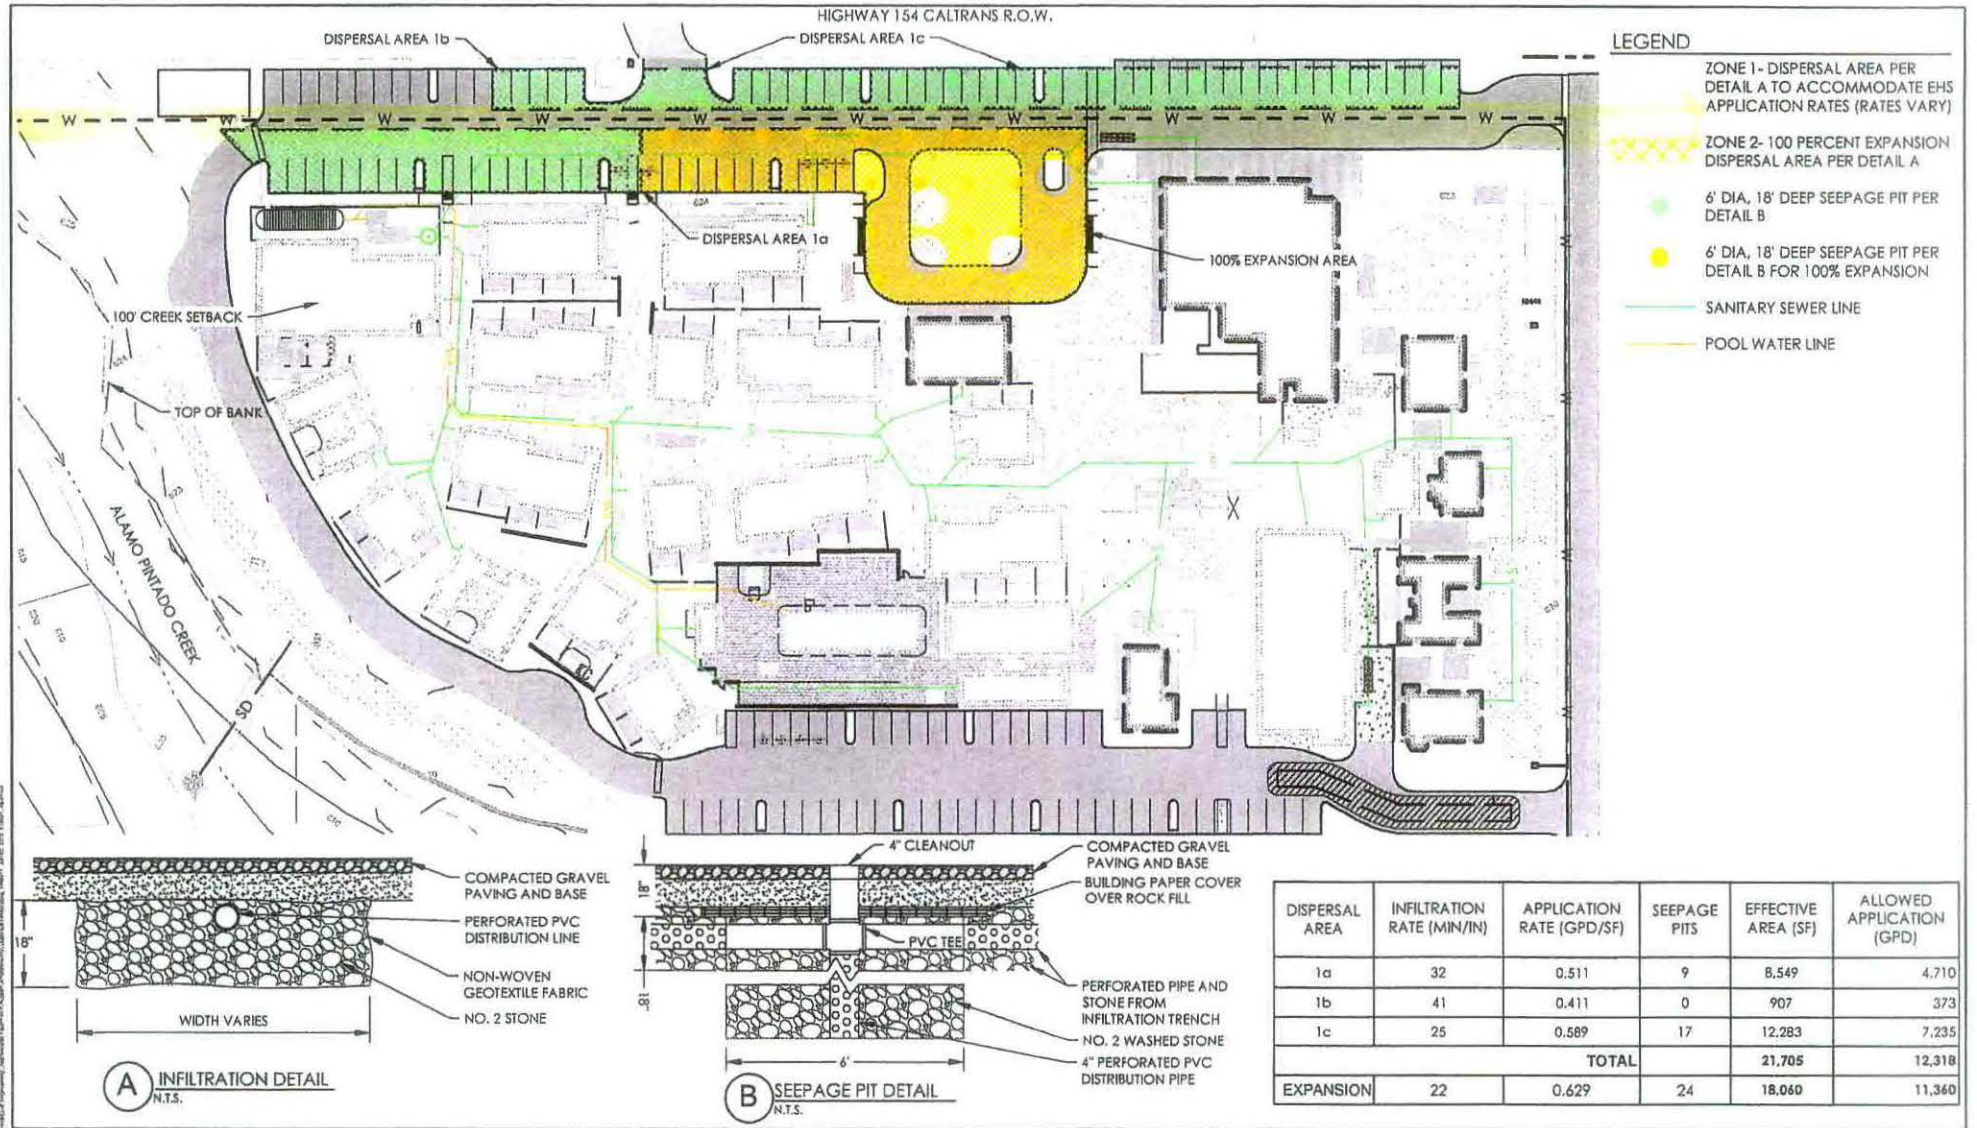 HIGHWAY 154 CALTRANS R.O.W.
DISPERSAL AREA 1b
DISPERSAL AREA 1c
LEGEND
ZONE 1- DISPERSAL AREA PER
DETAIL A TO ACCOMMODATE EHS
APPLICATION RATES (RATES VARY)
ZONE 2- 100 PERCENT EXPANSION
DISPERSAL AREA PER DETAIL A
6' DIA, 18' DEEP SEEPAGE PIT PER
DETAIL B
6' DIA, 18' DEEP SEEPAGE PIT PER
DETAIL B FOR 100% EXPANSION
SANITARY SEWER LINE
POOL WATER LINE
W W W W W W W W W W
DISPERSAL AREA 1a
100% EXPANSION AREA
100' CREEK SETBACK
TOP OF BANK
ALAMO PINTADO CREEK
SD
COMPACTED GRAVEL
PAVING AND BASE
PERFORATED PVC
DISTRIBUTION LINE
NON-WOVEN
GEOTEXTILE FABRIC
NO. 2 STONE
18"
WIDTH VARIES
A INFILTRATION DETAIL
N.T.S.
4" CLEANOUT
COMPACTED GRAVEL
PAVING AND BASE
BUILDING PAPER COVER
OVER ROCK FILL
PVC TEE
PERFORATED PIPE AND
STONE FROM
INFILTRATION TRENCH
NO. 2 WASHED STONE
4" PERFORATED PVC
DISTRIBUTION PIPE
18"
18'
6'
B SEEPAGE PIT DETAIL
N.T.S.
DISPERSAL AREA INFILTRATION RATE (MIN/IN) APPLICATION RATE (GPD/SF) SEEPAGE PITS EFFECTIVE AREA (SF) ALLOWED APPLICATION (GPD)
1a 32 0.511 9 8,549 4,710
1b 41 0.411 0 907 373
1c 25 0.589 17 12,283 7,235
TOTAL 21,705 12,318
EXPANSION 22 0.629 24 18,060 11,360